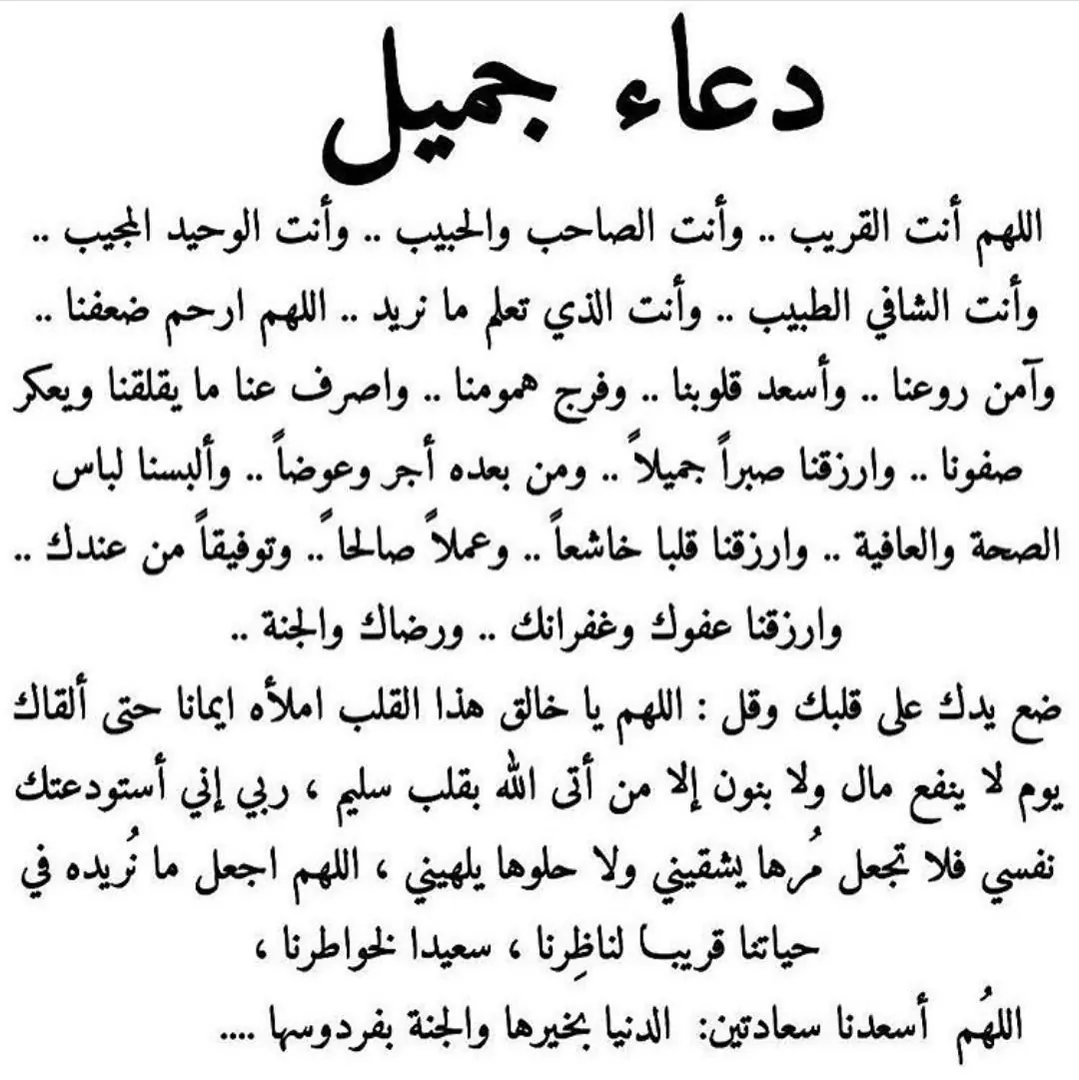 دعاء جميل
اللهم أنت القريب .. وأنت الصاحب والحبيب .. وأنت الوحيد المجيب ..
وأنت الشافي الطبيب .. وأنت الذي تعلم ما نريد .. اللهم ارحم ضعفنا ..
وآمن روعنا .. وأسعد قلوبنا .. وفرج همومنا .. واصرف عنا ما يقلقنا ويعكر
صفونا .. وارزقنا صبراً جميلاً .. ومن بعده أجر وعوضاً .. وألبسنا لباس
الصحة والعافية .. وارزقنا قلبا خاشعاً .. وعملاً صالحاً .. وتوفيقاً من عندك ..
وارزقنا عفوك وغفرانك .. ورضاك والجنة ..
ضع يدك على قلبك وقل : اللهم يا خالق هذا القلب املأه ايمانا حتى ألقاك
يوم لا ينفع مال ولا بنون إلا من أتى الله بقلب سليم ، ربي إني أستودعتك
نفسي فلا تجعل مُرها يشقيني ولا حلوها يلهيني ، اللهم اجعل ما نُريده في
حياتنا قريبا لناظِرنا ، سعيدا لخواطرنا ،
اللهُم أسعدنا سعادتين: الدنيا بخيرها والجنة بفردوسها ....